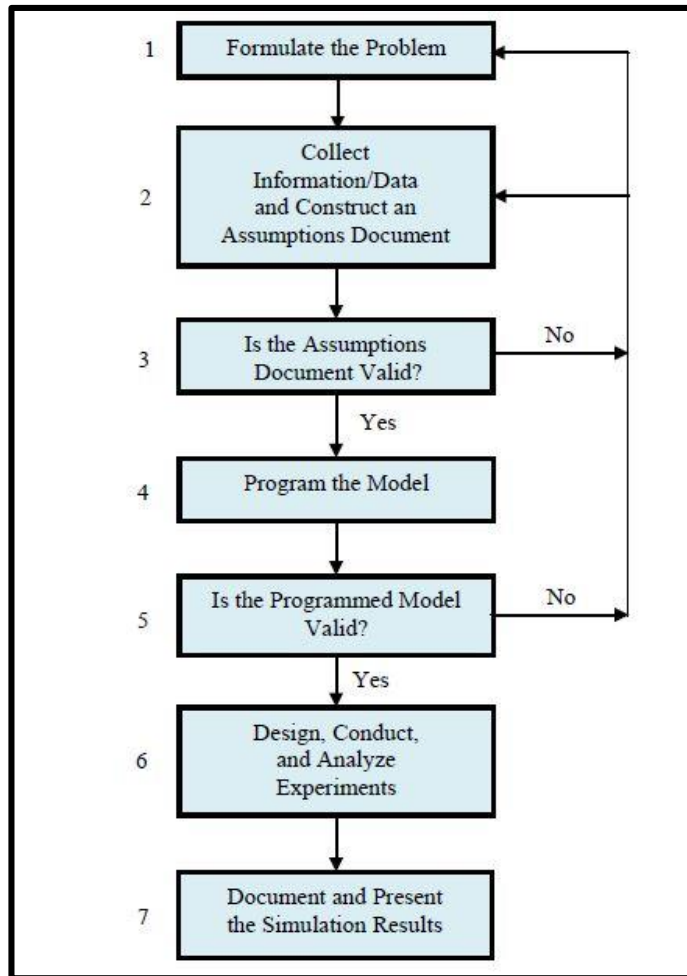 1
Formulate the Problem
2
Collect
Information/Data
and Construct an
Assumptions Document
3
Is the Assumptions
Document Valid?
No
Yes
4
Program the Model
5
Is the Programmed Model
Valid?
No
Yes
6
Design, Conduct,
and Analyze
Experiments
7
Document and Present
the Simulation Results